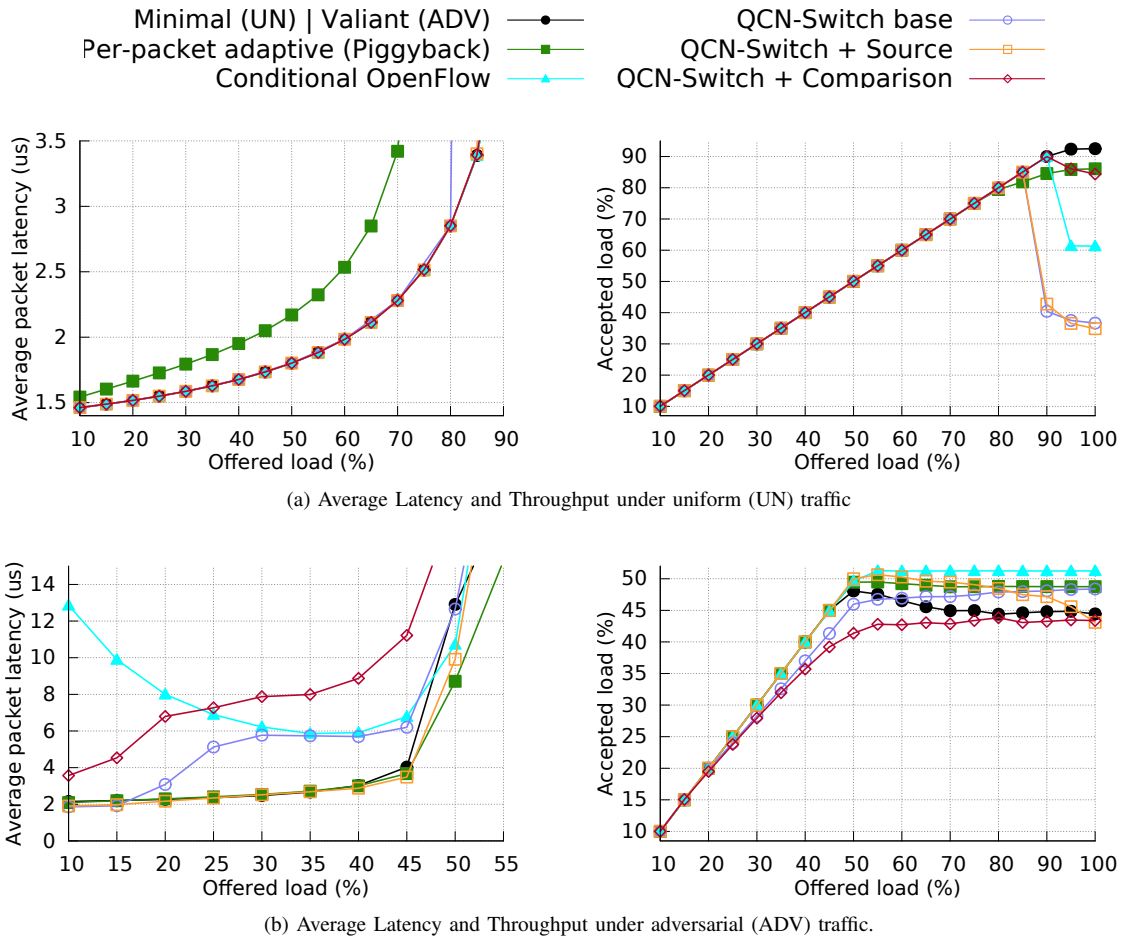 Minimal (UN) | Valiant (ADV)
Per-packet adaptive (Piggyback)
Conditional OpenFlow
QCN-Switch base
QCN-Switch + Source
QCN-Switch + Comparison
Average packet latency (us)
3.5
3
2.5
2
1.5
10 20 30 40 50 60 70 80 90
Offered load (%)
Accepted load (%)
90
80
70
60
50
40
30
20
10
10 20 30 40 50 60 70 80 90 100
Offered load (%)
(a) Average Latency and Throughput under uniform (UN) traffic
Average packet latency (us)
14
12
10
8
6
4
2
0
10 15 20 25 30 35 40 45 50 55
Offered load (%)
Accepted load (%)
50
45
40
35
30
25
20
15
10
10 20 30 40 50 60 70 80 90 100
Offered load (%)
(b) Average Latency and Throughput under adversarial (ADV) traffic.